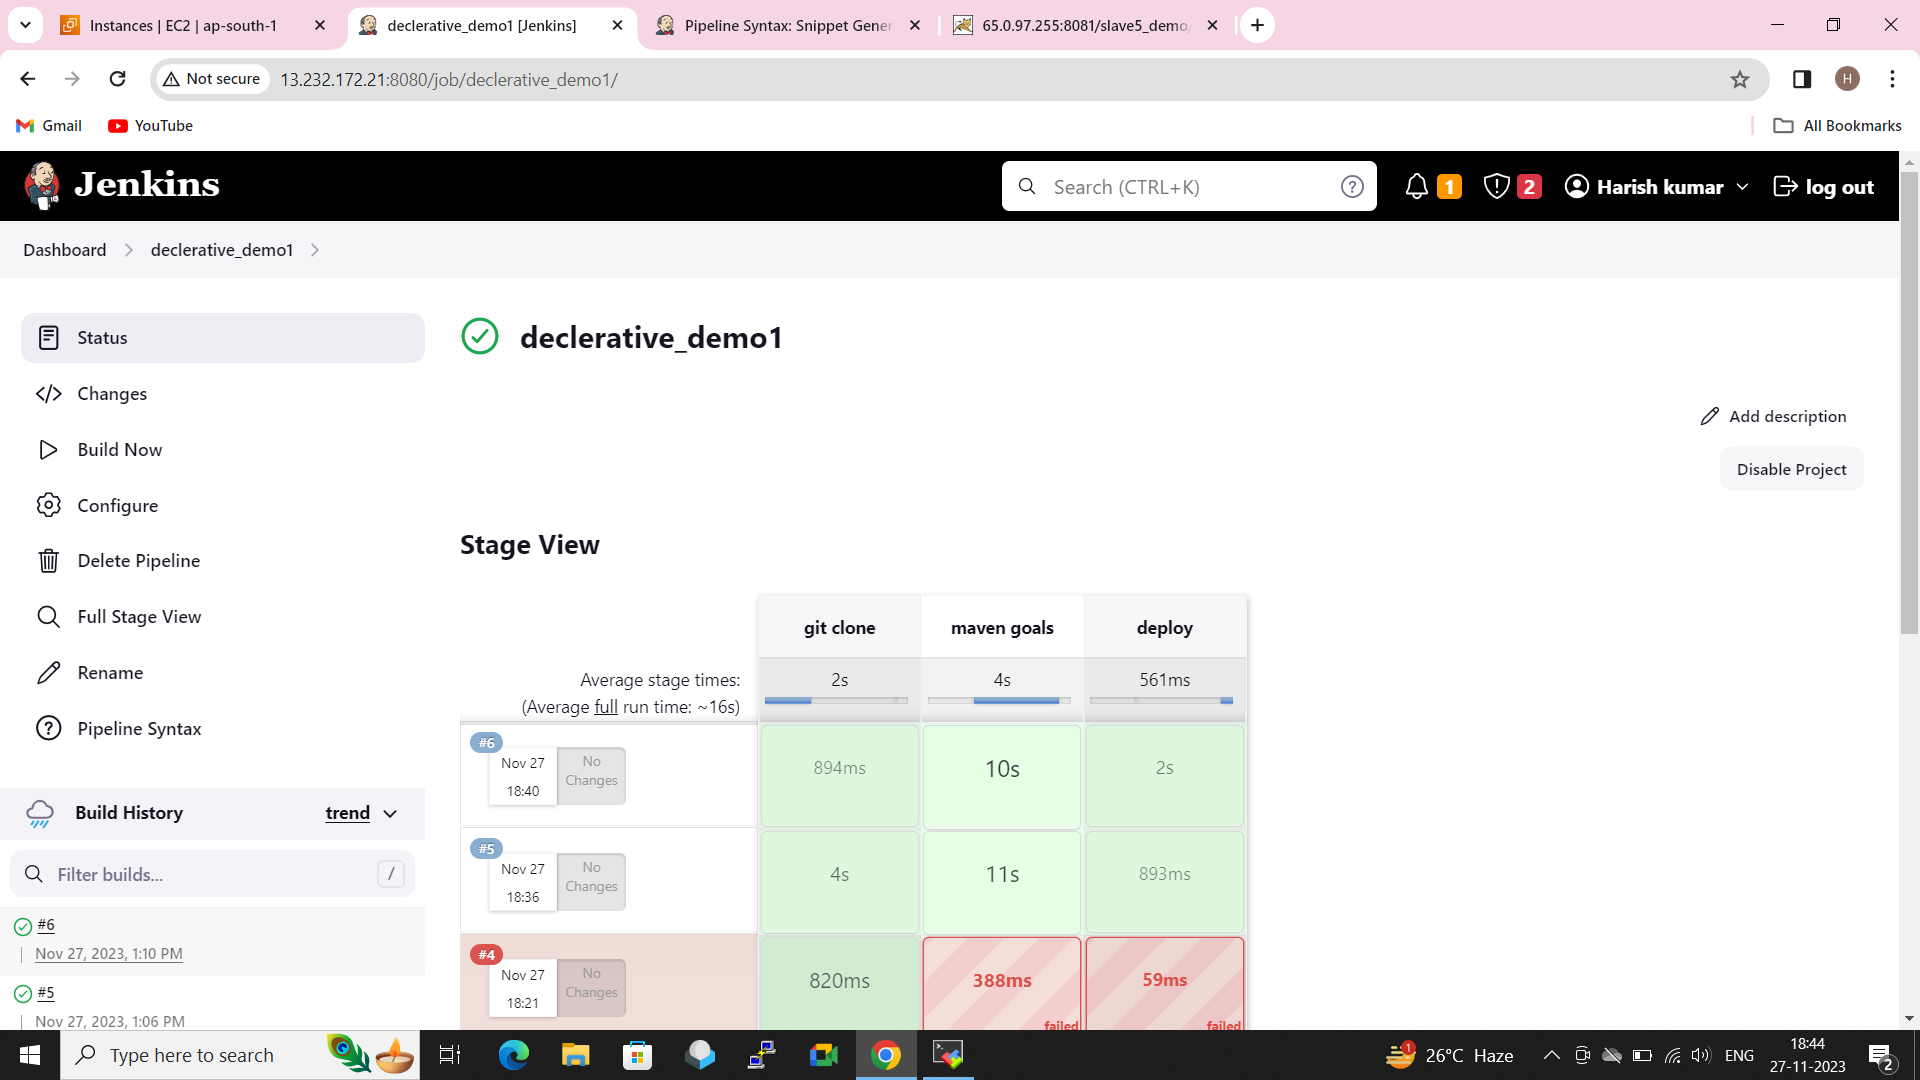 Instances | EC2 | ap-south-1
declerative_demo1 [Jenkins]
Pipeline Syntax: Snippet Gener
65.0.97.255:8081/slave5_demo/
Not secure
13.232.172.21:8080/job/declerative_demo1/
H
Gmail
YouTube
All Bookmarks
Jenkins
Search (CTRL+K)
1
2
Harish kumar
log out
Dashboard
declerative_demo1
Status
declerative_demo1
Changes
Add description
Build Now
Disable Project
Configure
Stage View
Delete Pipeline
Full Stage View
git clone
maven goals
deploy
Rename
Average stage times:
2s
4s
561ms
(Average full run time: ~16s)
Pipeline Syntax
#6
Nov 27
18:40
No
Changes
894ms
10s
2s
Build History
trend
#5
Nov 27
18:36
No
Changes
4s
11s
893ms
Filter builds...
/
#6
Nov 27, 2023, 1:10 PM
#4
Nov 27
18:21
No
Changes
820ms
388ms
failed
59ms
failed
#5
Nov 27, 2023, 1:06 PM
Type here to search
1
26°C Haze
ENG
18:44
27-11-2023
2